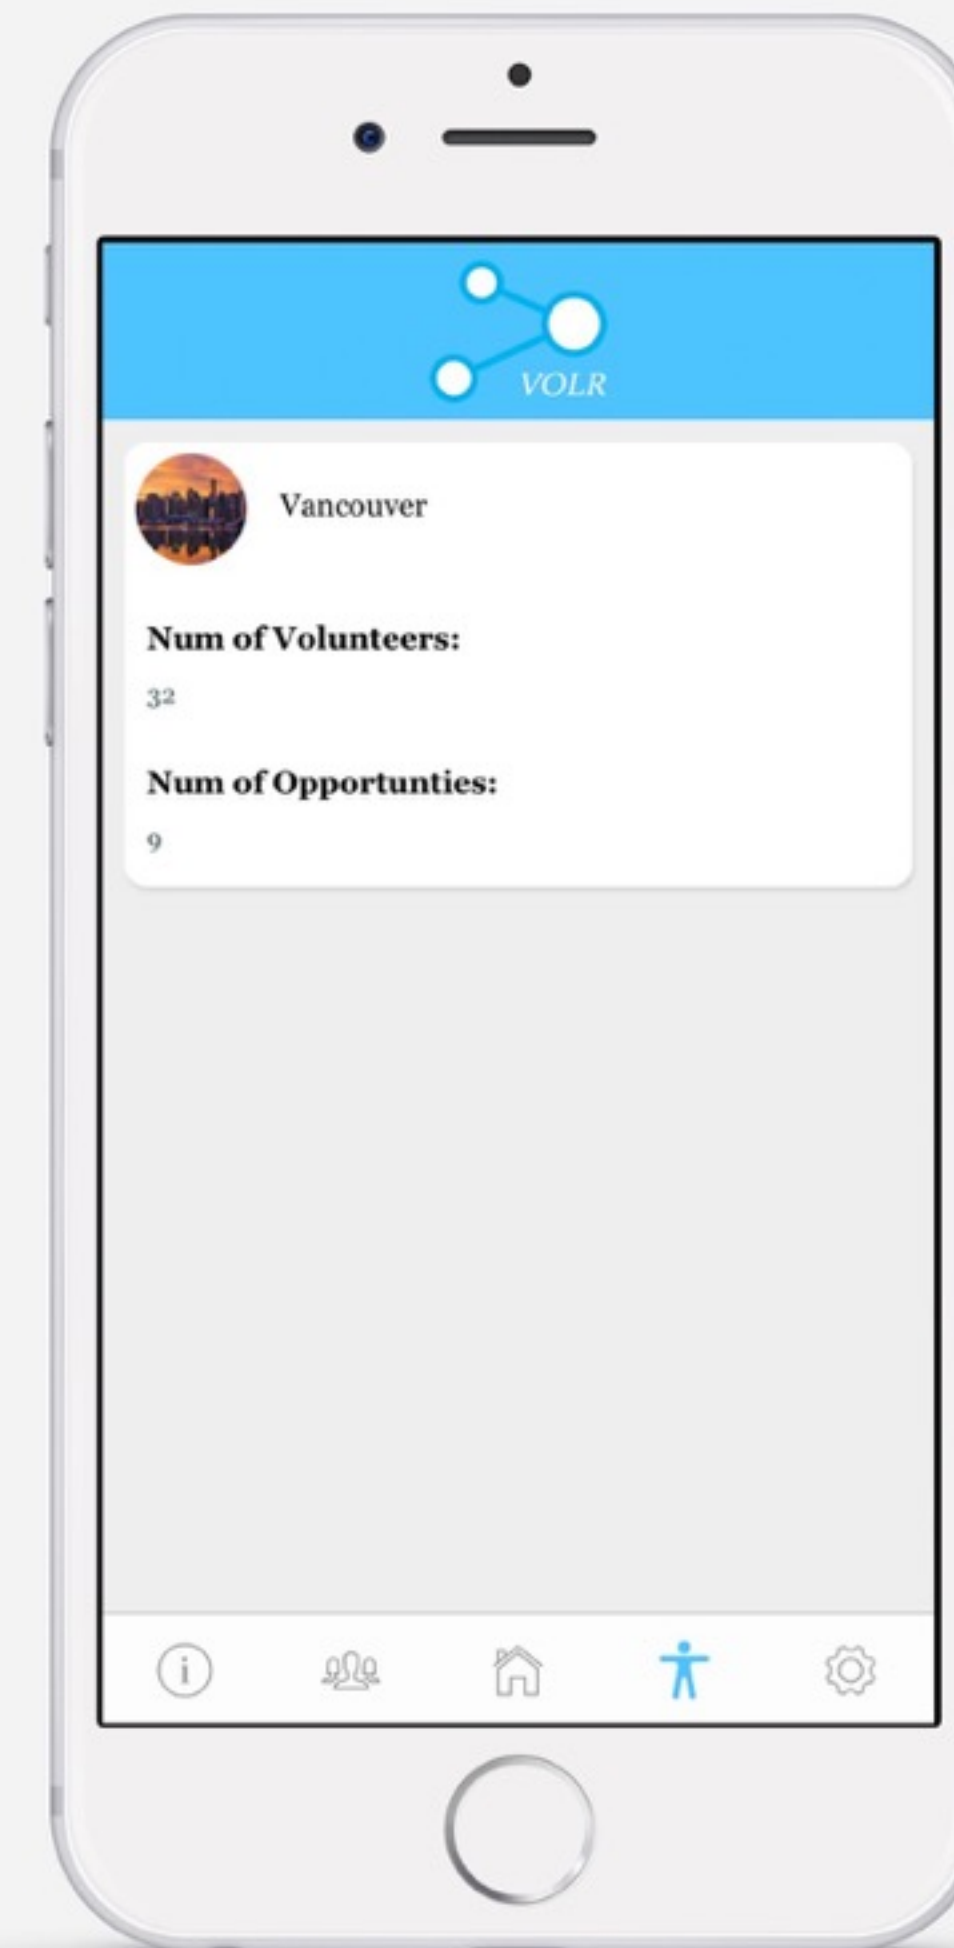 VOLR
Vancouver
Num of Volunteers:
32
Num of Opportunties:
9